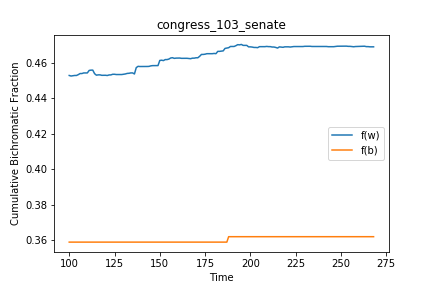 congress_103_senate
Cumulative Bichromatic Fraction
0.46
0.44
0.42
0.40
0.38
0.36
f(w)
f(b)
100
125
150
175
200
225
250
275
Time